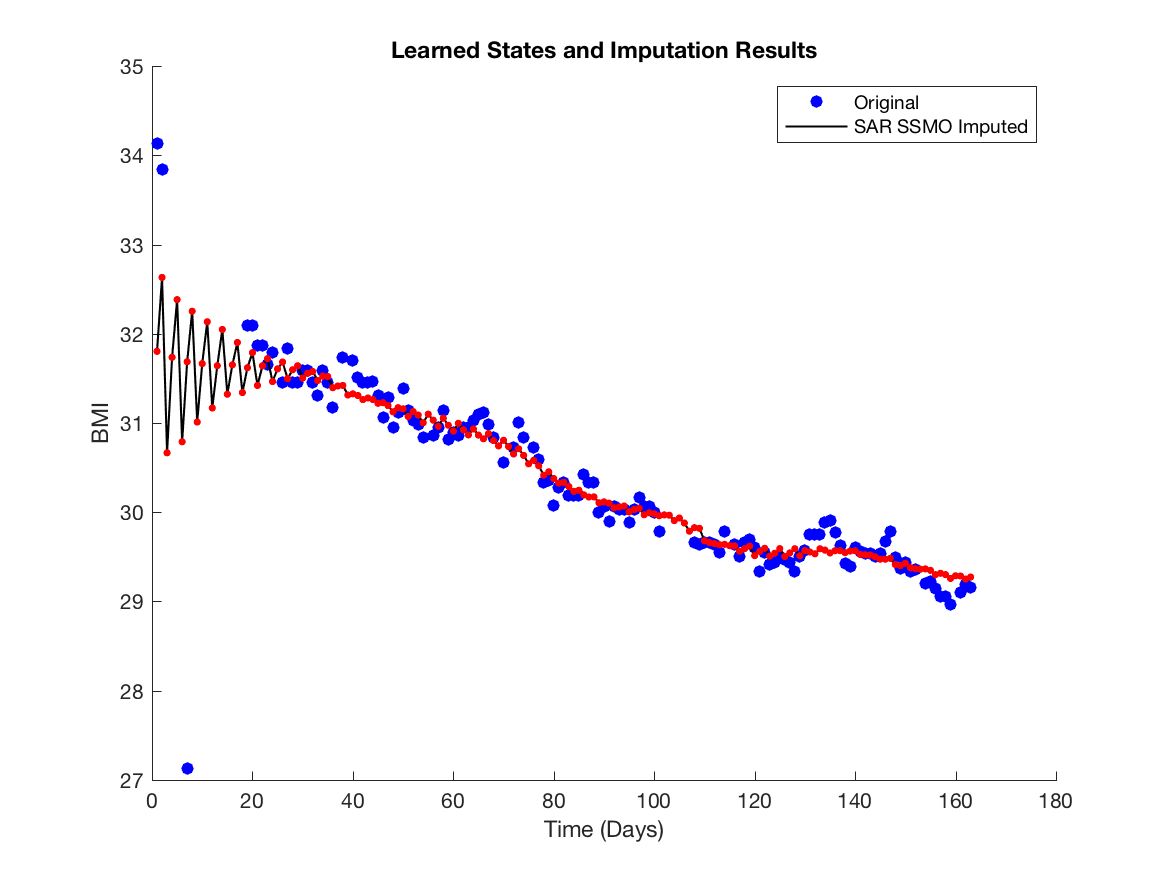 Learned States and Imputation Results
Original
SAR SSMO Imputed
35
34
33
32
31
30
29
28
27
BMI
0 20 40 60 80 100 120 140 160 180
Time (Days)